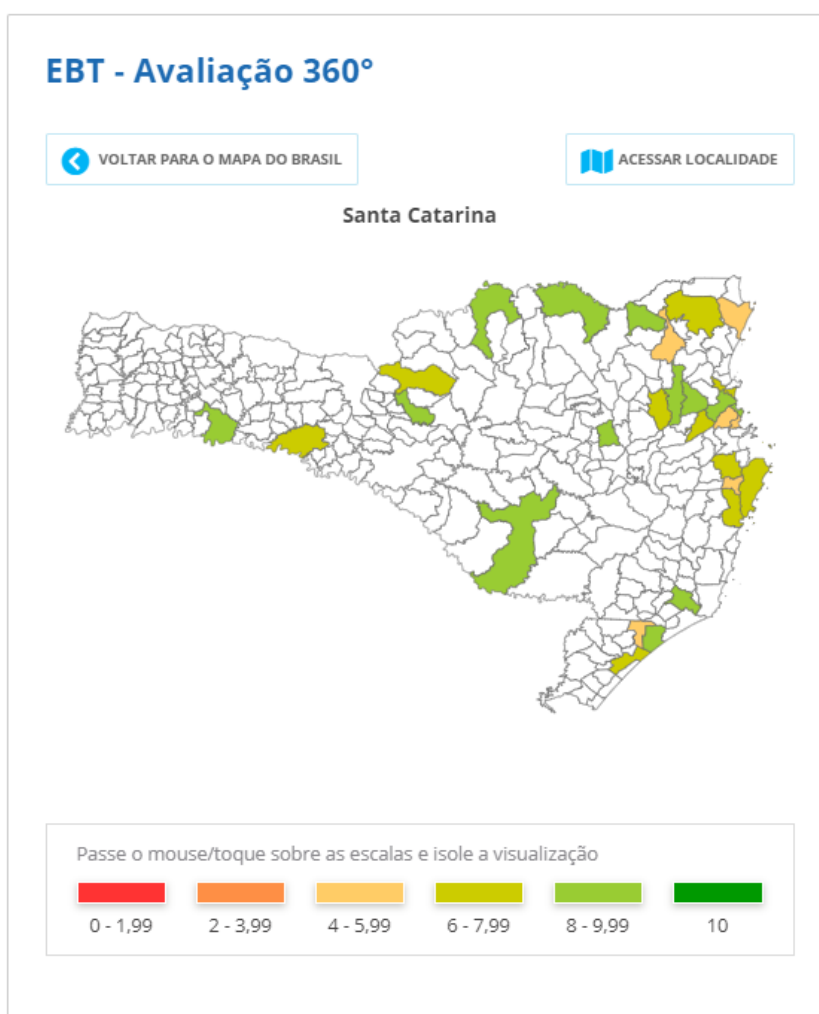 EBT - Avaliação 360°
VOLTAR PARA O MAPA DO BRASIL
ACESSAR LOCALIDADE
Santa Catarina
Passe o mouse/toque sobre as escalas e isole a visualização
0 - 1,99 2 - 3,99 4 - 5,99 6 - 7,99 8 - 9,99 10